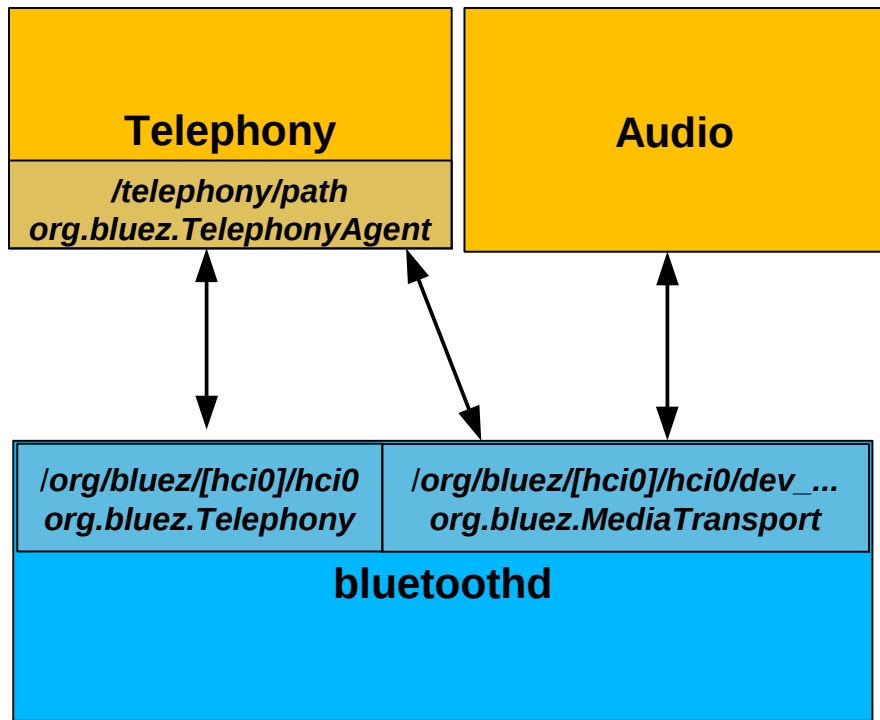 Telephony
/telephony/path
org.bluez.TelephonyAgent
Audio
/org/bluez/[hci0]/hci0
org.bluez.Telephony
/org/bluez/[hci0]/hci0/dev_...
org.bluez.MediaTransport
bluetoothd